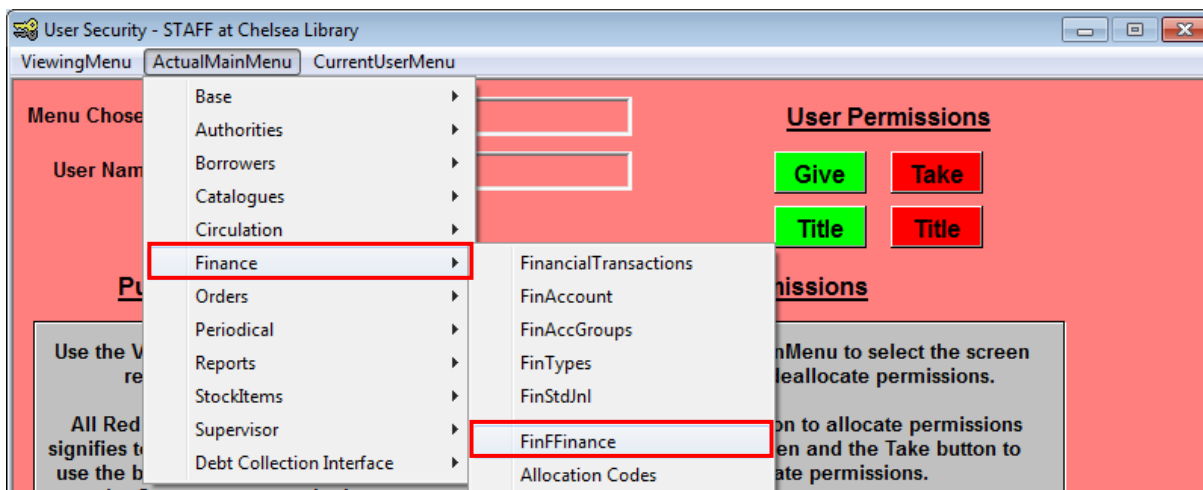 User Security - STAFF at Chelsea Library
ViewingMenu ActualMainMenu CurrentUserMenu
Menu Chose
User Permissions
User Nam
Give Take
Title Title
Base
Authorities
Borrowers
Catalogues
Circulation
Finance
Orders
Periodical
Reports
StockItems
Supervisor
Debt Collection Interface
FinancialTransactions
FinAccount
FinAccGroups
FinTypes
FinStdJnl
FinFFinance
Allocation Codes
Pu
issions
Use the V
nMenu to select the screen
re
deallocate permissions.
All Red
on to allocate permissions
signifies t
en and the Take button to
use the b
ate permissions.